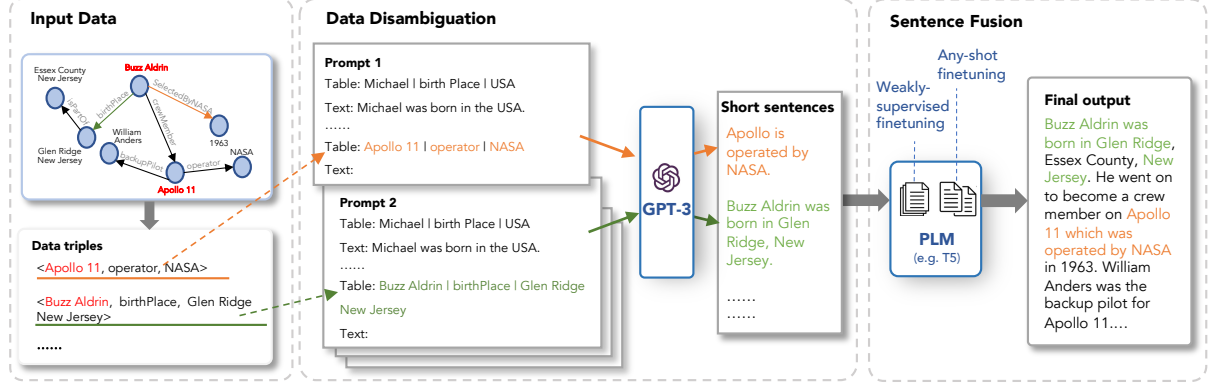 Input Data
Essex County
New Jersey
Buzz Aldrin
SelectedByNASA
birthPlace
isPartOf
crewMember
William
Anders
1963
Glen Ridge
New Jersey
backupPilot
operator
NASA
Apollo 11
Data triples
<Apollo 11, operator, NASA>
<Buzz Aldrin, birthPlace, Glen Ridge
New Jersey>
......
Data Disambiguation
Prompt 1
Table: Michael | birth Place | USA
Text: Michael was born in the USA.
......
Table: Apollo 11 | operator | NASA
Text:
Prompt 2
Table: Michael | birth Place | USA
Text: Michael was born in the USA.
......
Table: Buzz Aldrin | birthPlace | Glen Ridge
New Jersey
Text:
GPT-3
Short sentences
Apollo is
operated by
NASA.
Buzz Aldrin was
born in Glen
Ridge, New
Jersey.
......
......
Sentence Fusion
Any-shot
finetuning
Weakly-
supervised
finetuning
PLM
(e.g. T5)
Final output
Buzz Aldrin was
born in Glen Ridge,
Essex County, New
Jersey. He went on
to become a crew
member on Apollo
11 which was
operated by NASA
in 1963. William
Anders was the
backup pilot for
Apollo 11....